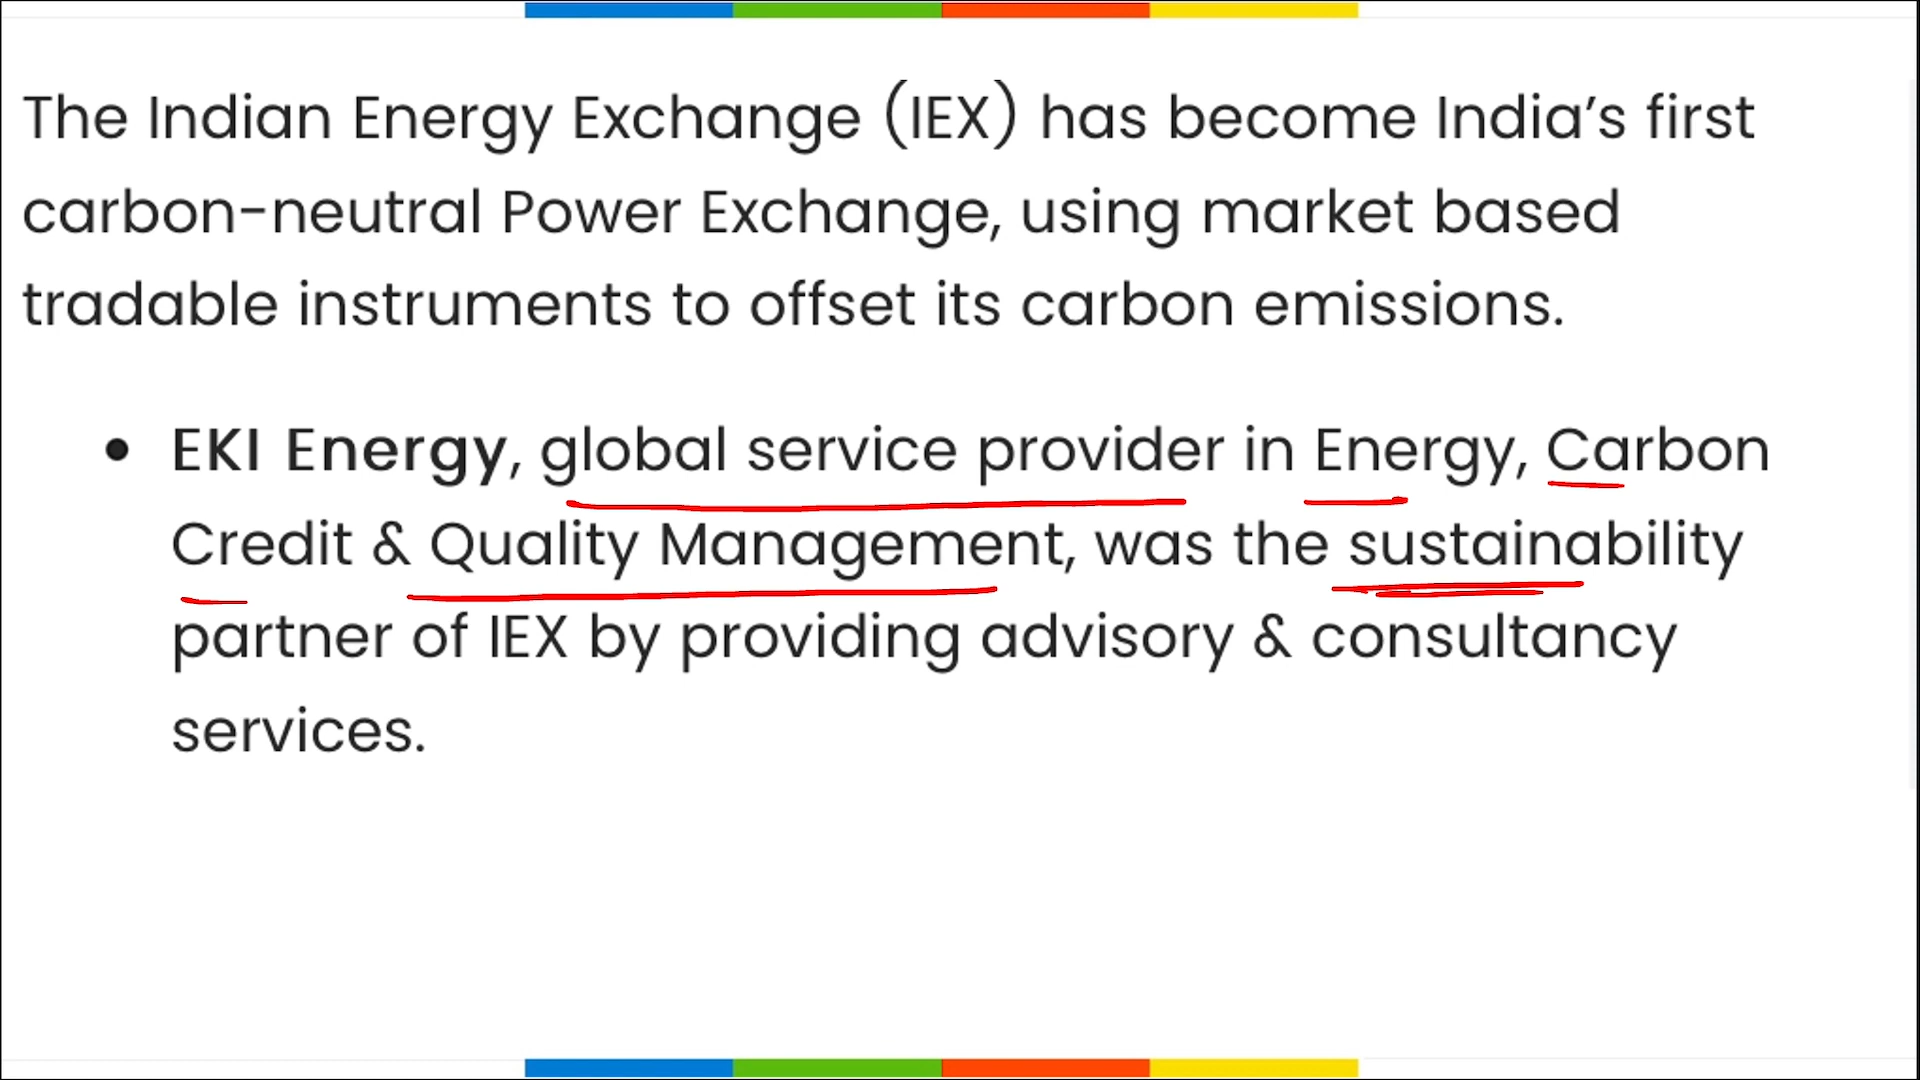 The Indian Energy Exchange (IEX) has become India’s first
carbon-neutral Power Exchange, using market based
tradable instruments to offset its carbon emissions.
• EKI Energy, global service provider in Energy, Carbon
Credit & Quality Management, was the sustainability
partner of IEX by providing advisory & consultancy
services.